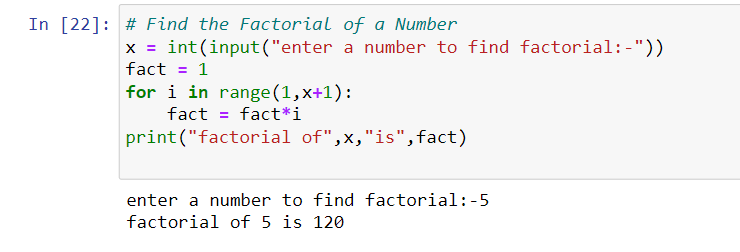 In [22]: # Find the Factorial of a Number
x = int(input("enter a number to find factorial:-"))
fact = 1
for i in range(1,x+1):
    fact = fact*i
print("factorial of",x,"is",fact)
enter a number to find factorial:-5
factorial of 5 is 120